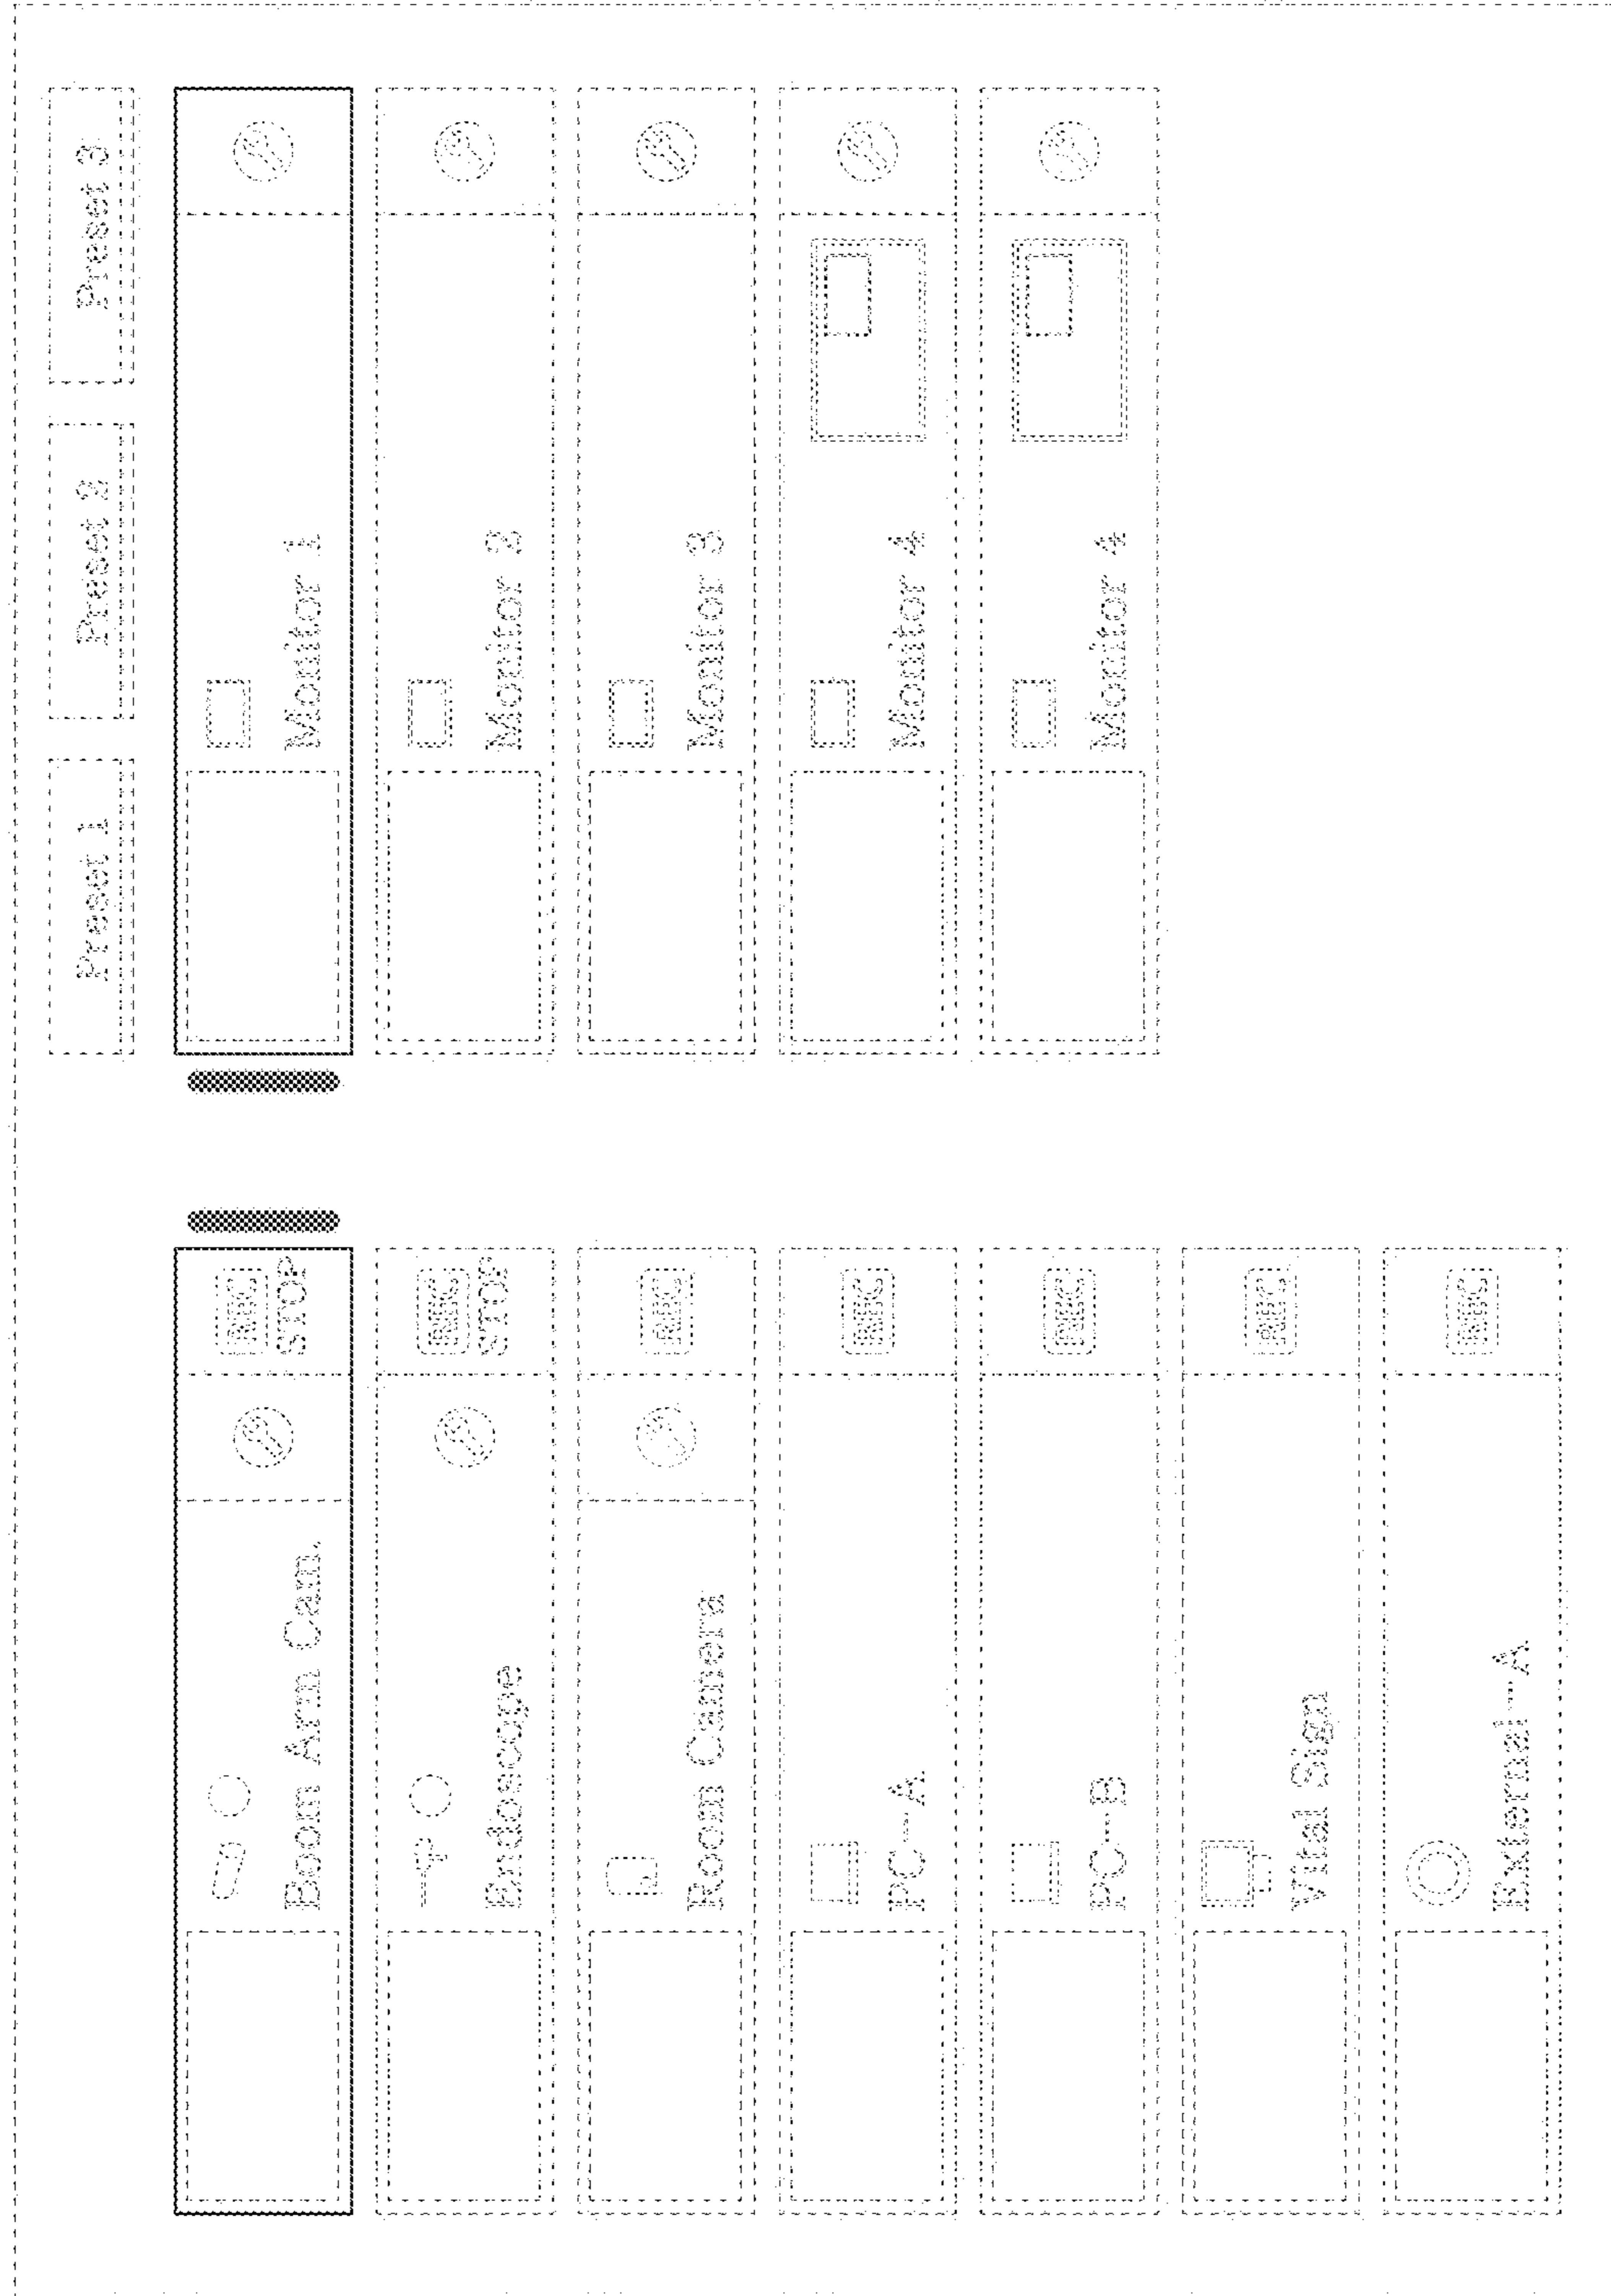 Boom Arm Cam.
REC
STOP
Endoscope
REC
STOP
Room Camera
REC
PC-A
REC
PC-B
REC
Vital Sign
REC
External-A
REC
Preset 1
Preset 2
Preset 3
Monitor 1
Monitor 2
Monitor 3
Monitor 4
Monitor 4